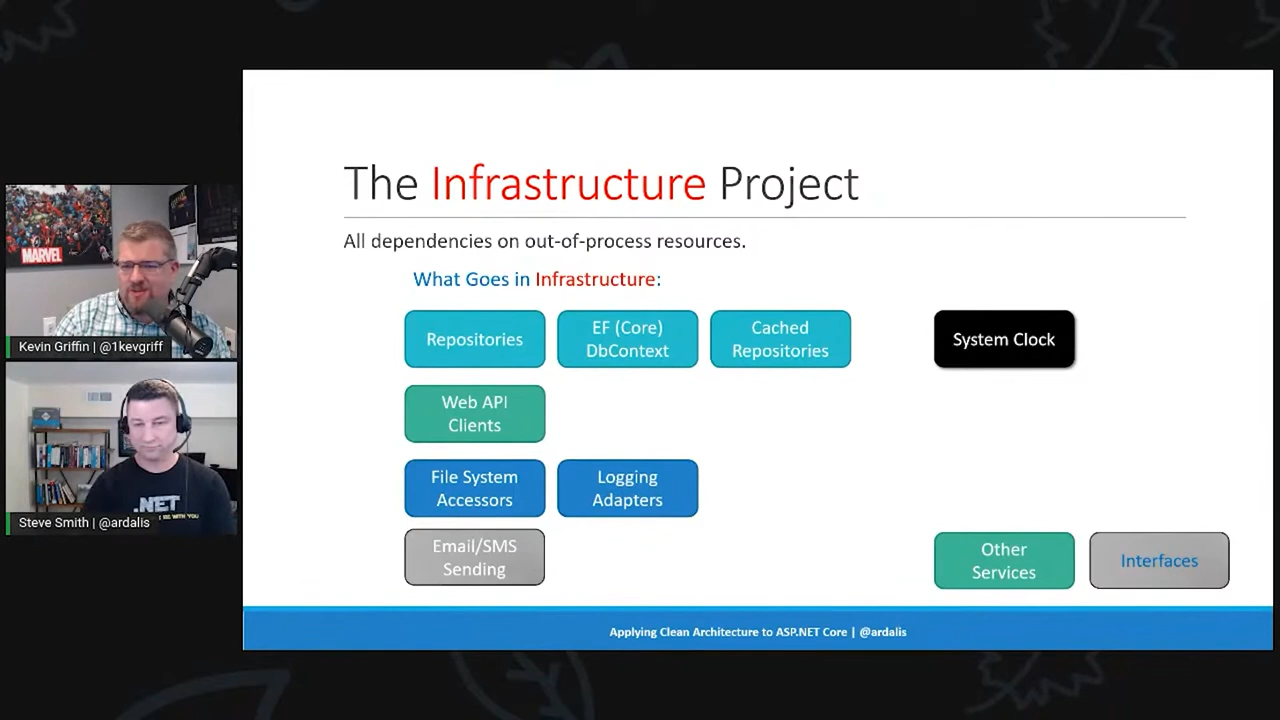 MARVEL
Kevin Griffin | @1kevgriff
.NET
Steve Smith | @ardalis
The Infrastructure Project
All dependencies on out-of-process resources.
What Goes in Infrastructure:
Repositories
EF (Core)
DbContext
Cached
Repositories
System Clock
Web API
Clients
File System
Accessors
Logging
Adapters
Email/SMS
Sending
Other
Services
Interfaces
Applying Clean Architecture to ASP.NET Core | @ardalis